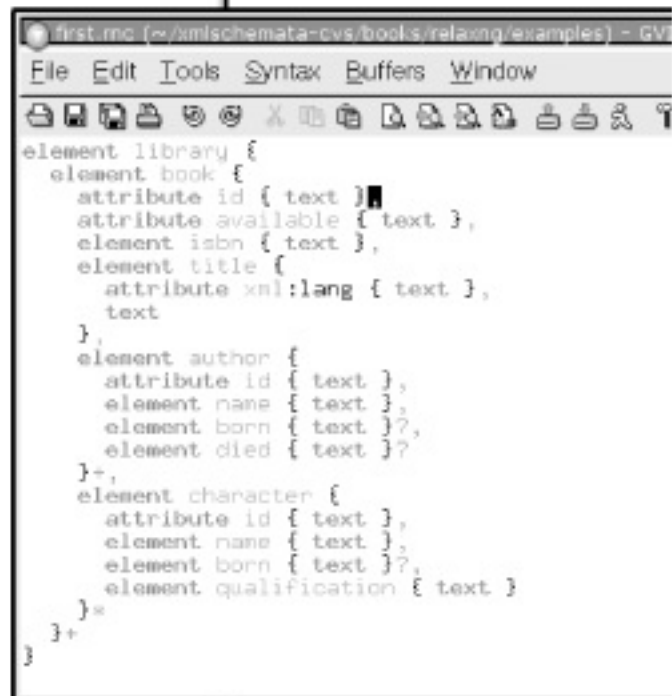 first.rnc (~/xmlschemata-cvs/books/relaxng/examples) - GVI
File Edit Tools Syntax Buffers Window
element library {
  element book {
    attribute id { text },
    attribute available { text },
    element isbn { text },
    element title {
      attribute xml:lang { text },
      text
    },
    element author {
      attribute id { text },
      element name { text },
      element born { text }?,
      element died { text }?
    }+,
    element character {
      attribute id { text },
      element name { text },
      element born { text }?,
      element qualification { text }
    }*
  }+
}